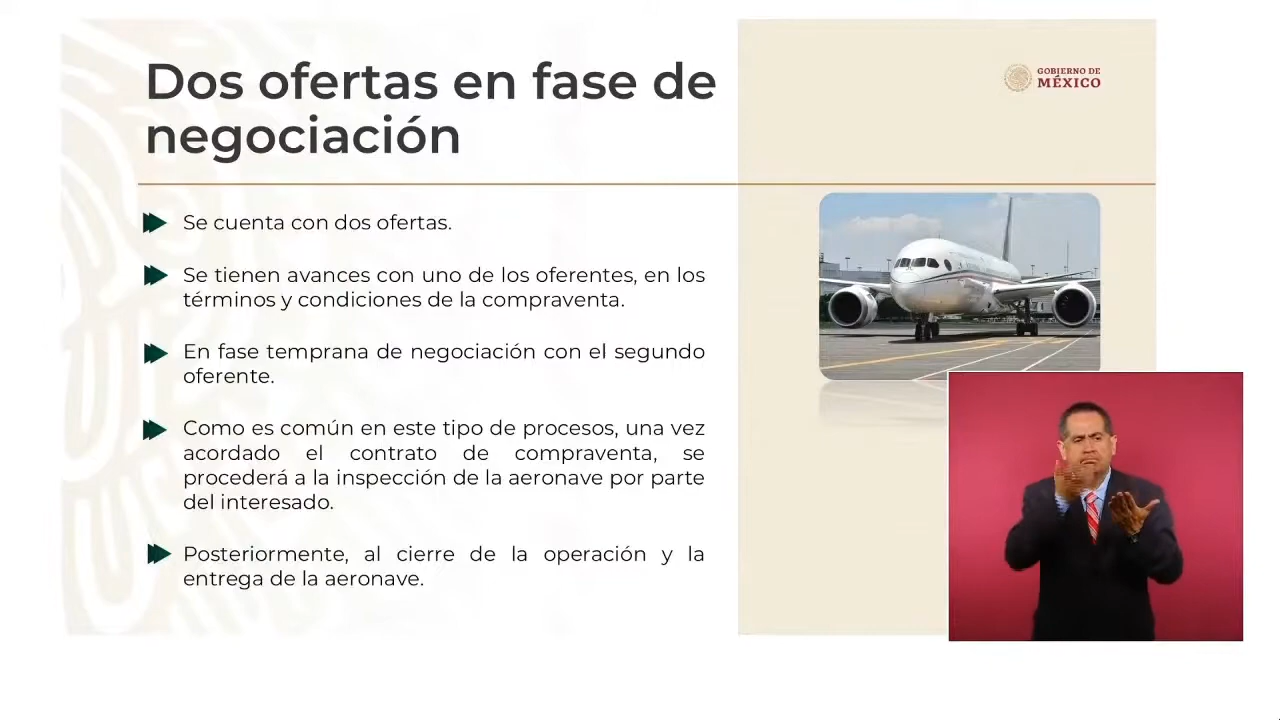 Dos ofertas en fase de
negociación
GOBIERNO DE
MÉXICO
Se cuenta con dos ofertas.
Se tienen avances con uno de los oferentes, en los
términos y condiciones de la compraventa.
En fase temprana de negociación con el segundo
oferente.
Como es común en este tipo de procesos, una vez
acordado el contrato de compraventa, se
procederá a la inspección de la aeronave por parte
del interesado.
Posteriormente, al cierre de la operación y la
entrega de la aeronave.